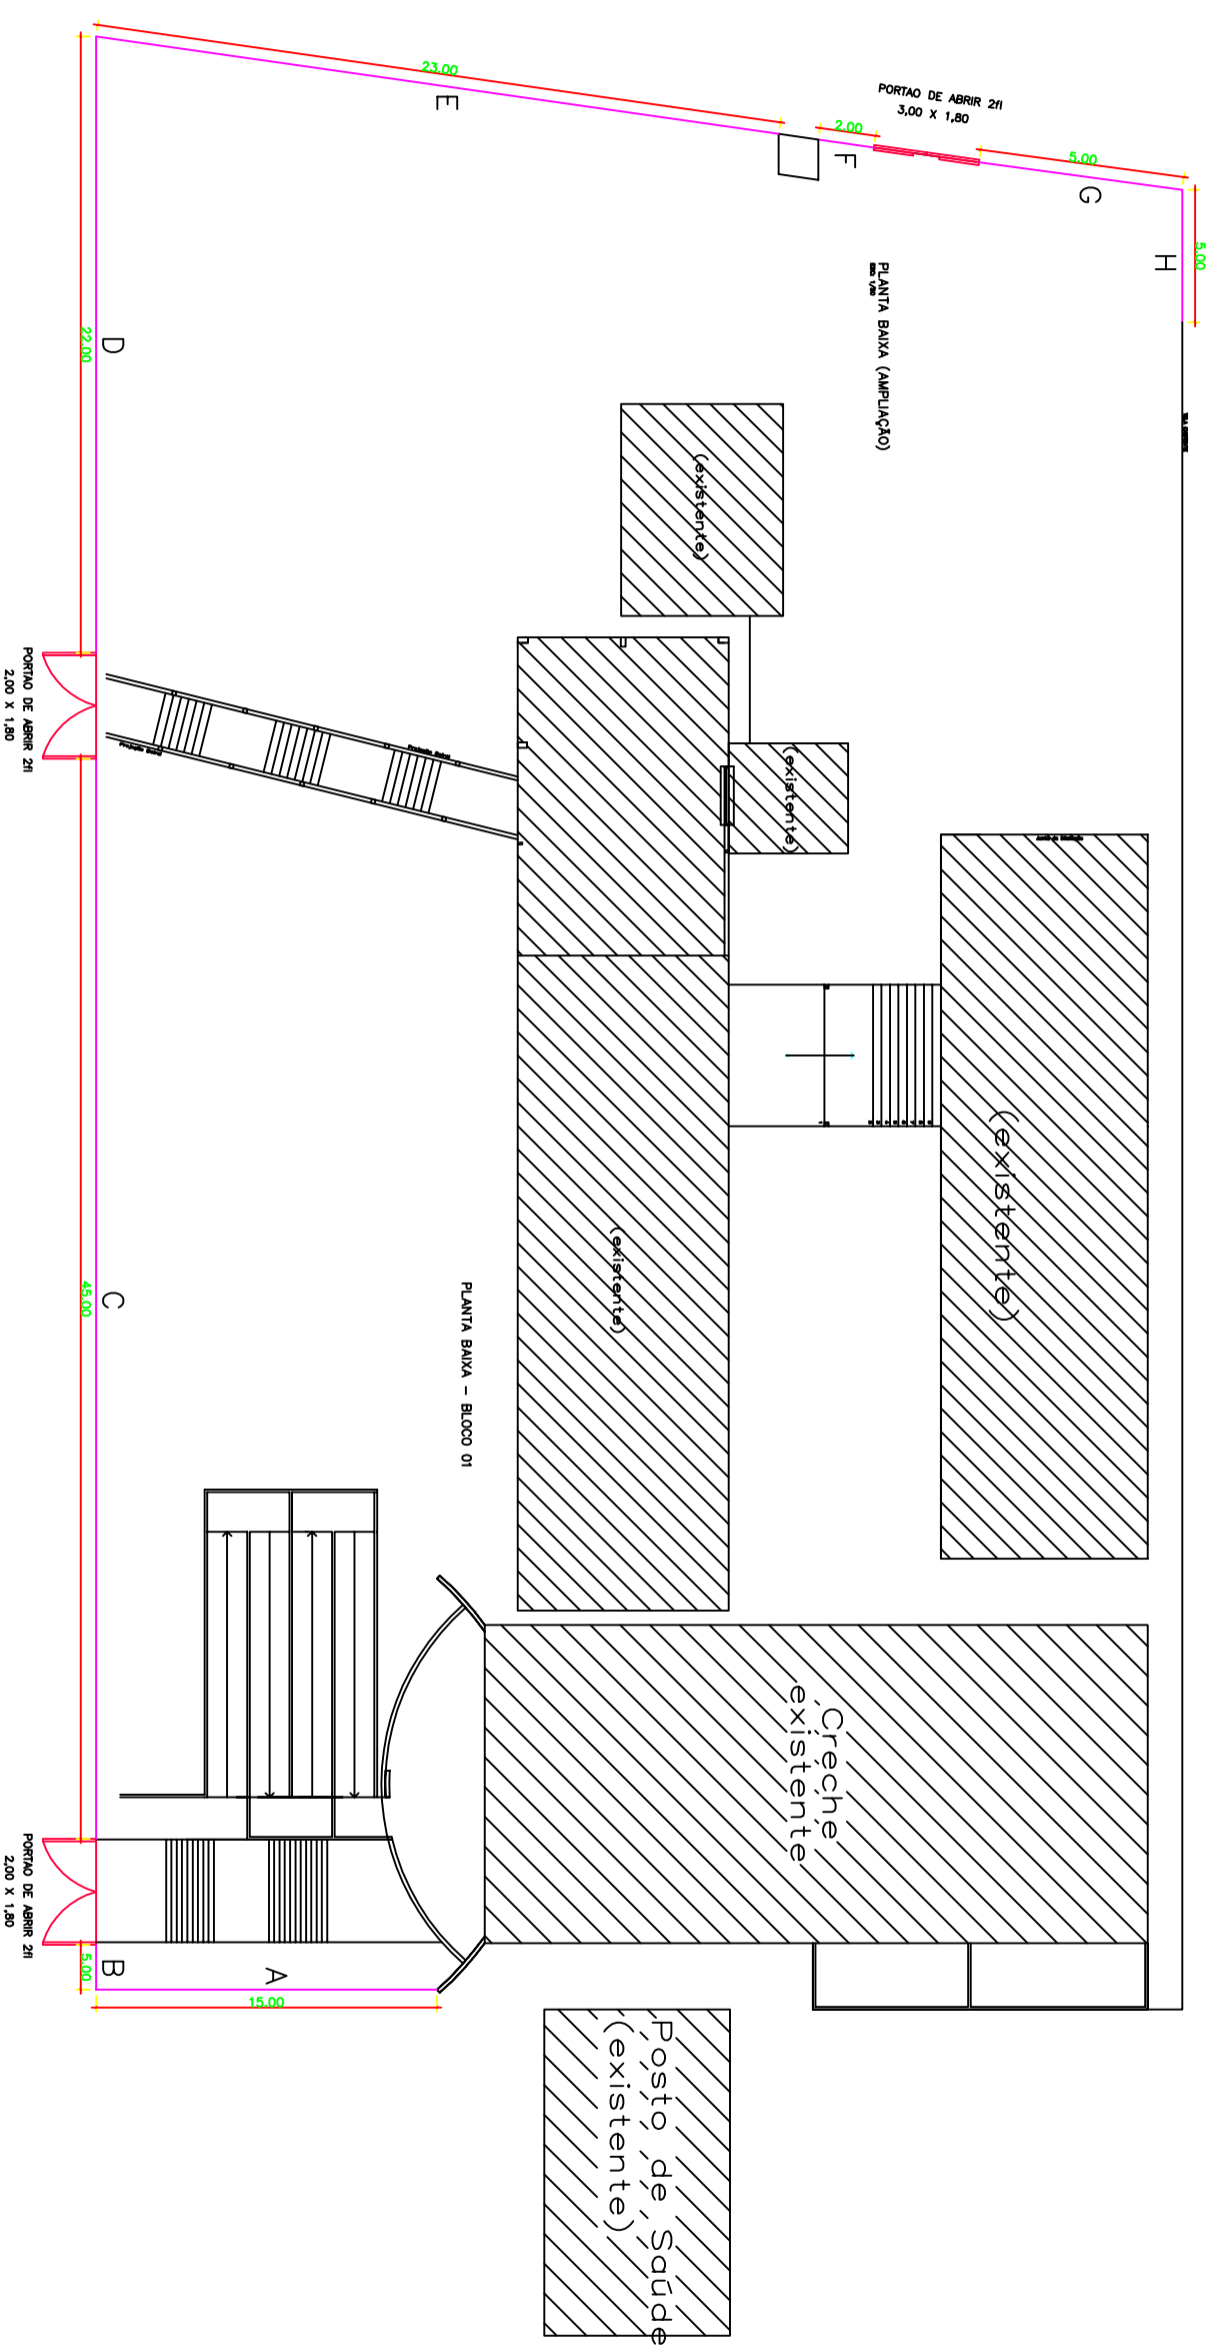 23.00
E
PORTAO DE ABRIR 2fl
3,00 X 1,80
2.00
F
5.00
G
5.00
H
PLANTA BAIXA (AMPLIAÇÃO)
22.00
D
(existente)
PORTAO DE ABRIR 2fl
2,00 X 1,80
(existente)
(existente)
(existente)
45.00
C
PLANTA BAIXA - BLOCO 01
Creche
existente
PORTAO DE ABRIR 2fl
2,00 X 1,80
5.00
B
A
15.00
Posto de Saúde
(existente)